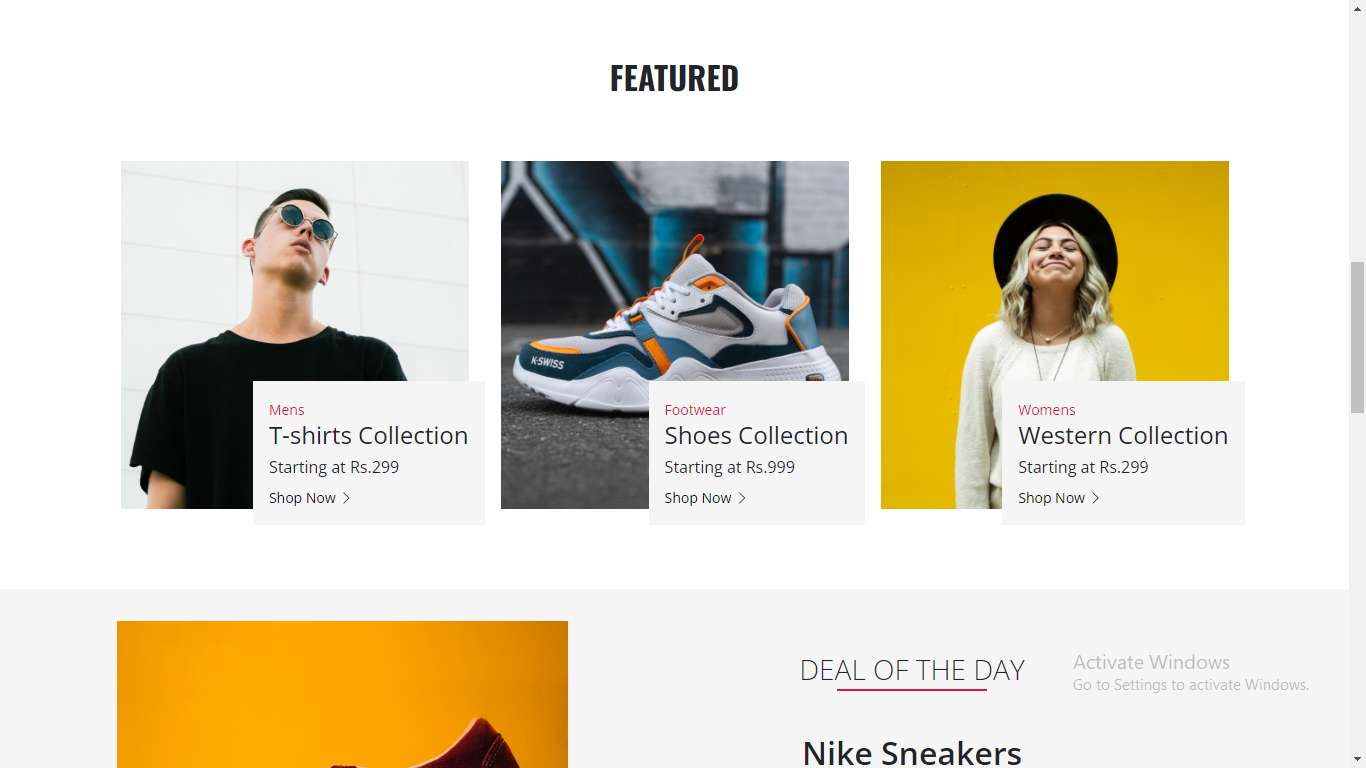 FEATURED
K·SWISS
Mens
T-shirts Collection
Starting at Rs.299
Shop Now
Footwear
Shoes Collection
Starting at Rs.999
Shop Now
Womens
Western Collection
Starting at Rs.299
Shop Now
DEAL OF THE DAY
Activate Windows
Go to Settings to activate Windows.
Nike Sneakers